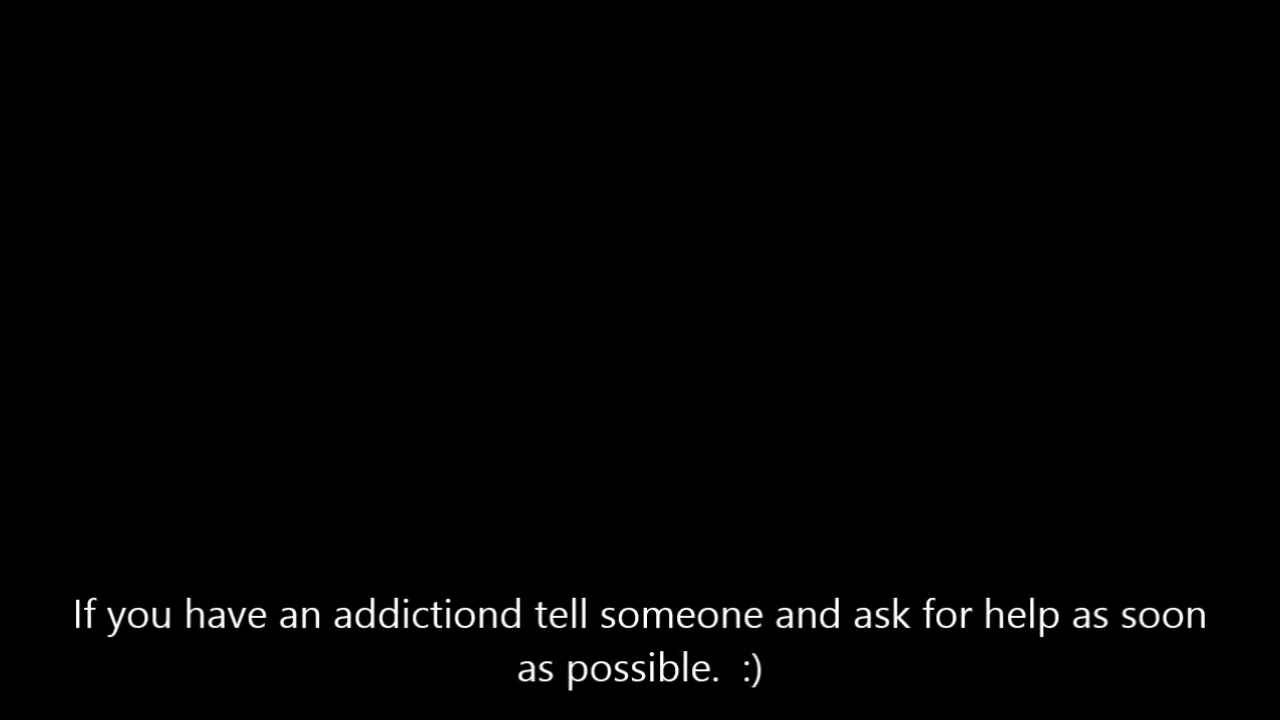 If you have an addictiond tell someone and ask for help as soon
as possible.  :)